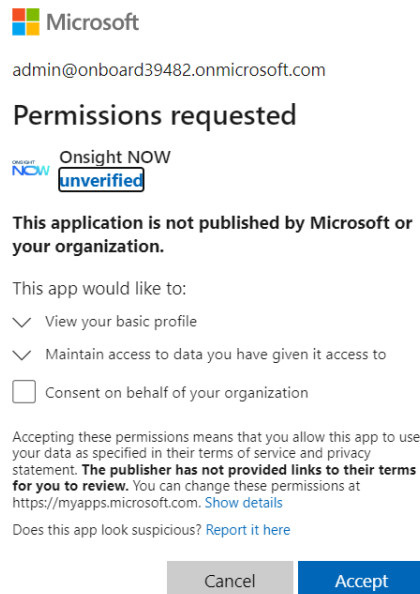 Microsoft
admin@onboard39482.onmicrosoft.com
Permissions requested
ONSIGHT
NOW
Onsight NOW
unverified
This application is not published by Microsoft or
your organization.
This app would like to:
View your basic profile
Maintain access to data you have given it access to
Consent on behalf of your organization
Accepting these permissions means that you allow this app to use
your data as specified in their terms of service and privacy
statement. The publisher has not provided links to their terms
for you to review. You can change these permissions at
https://myapps.microsoft.com. Show details
Does this app look suspicious? Report it here
Cancel
Accept